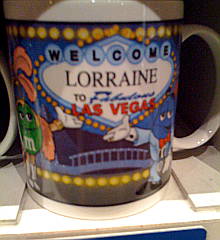 WELCOME
LORRAINE
TO Fabulous
LAS VEGAS